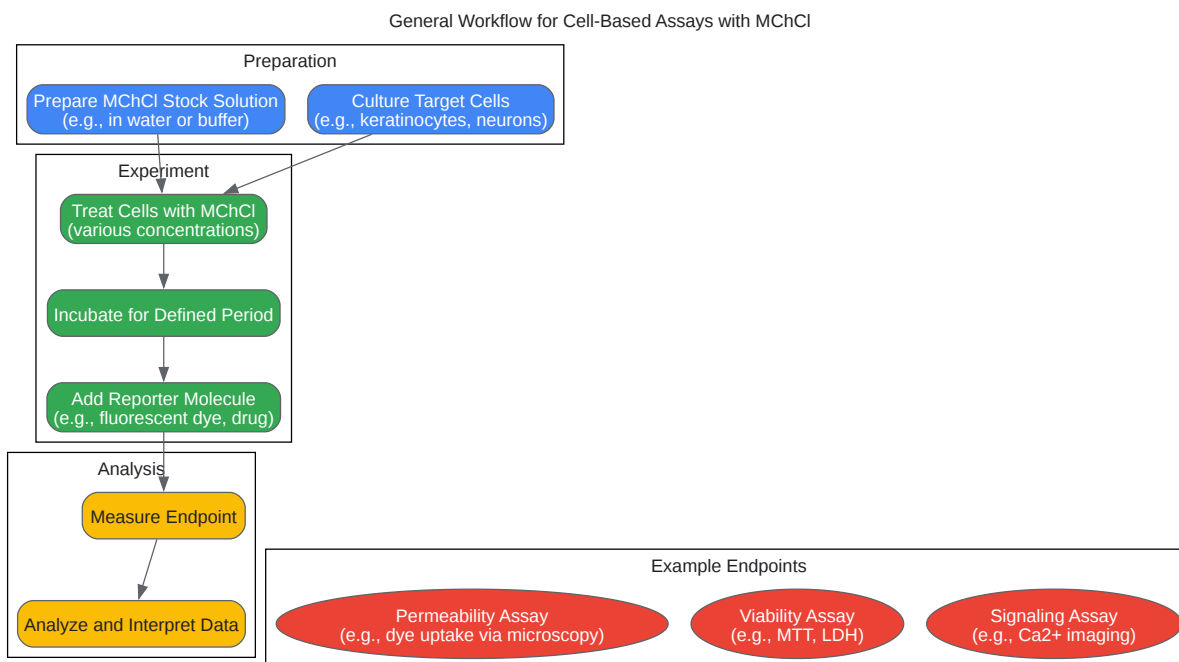 General Workflow for Cell-Based Assays with MChCl
Preparation
Prepare MChCl Stock Solution
(e.g., in water or buffer)
Culture Target Cells
(e.g., keratinocytes, neurons)
Experiment
Treat Cells with MChCl
(various concentrations)
Incubate for Defined Period
Add Reporter Molecule
(e.g., fluorescent dye, drug)
Analysis
Measure Endpoint
Analyze and Interpret Data
Example Endpoints
Permeability Assay
(e.g., dye uptake via microscopy)
Viability Assay
(e.g., MTT, LDH)
Signaling Assay
(e.g., Ca2+ imaging)